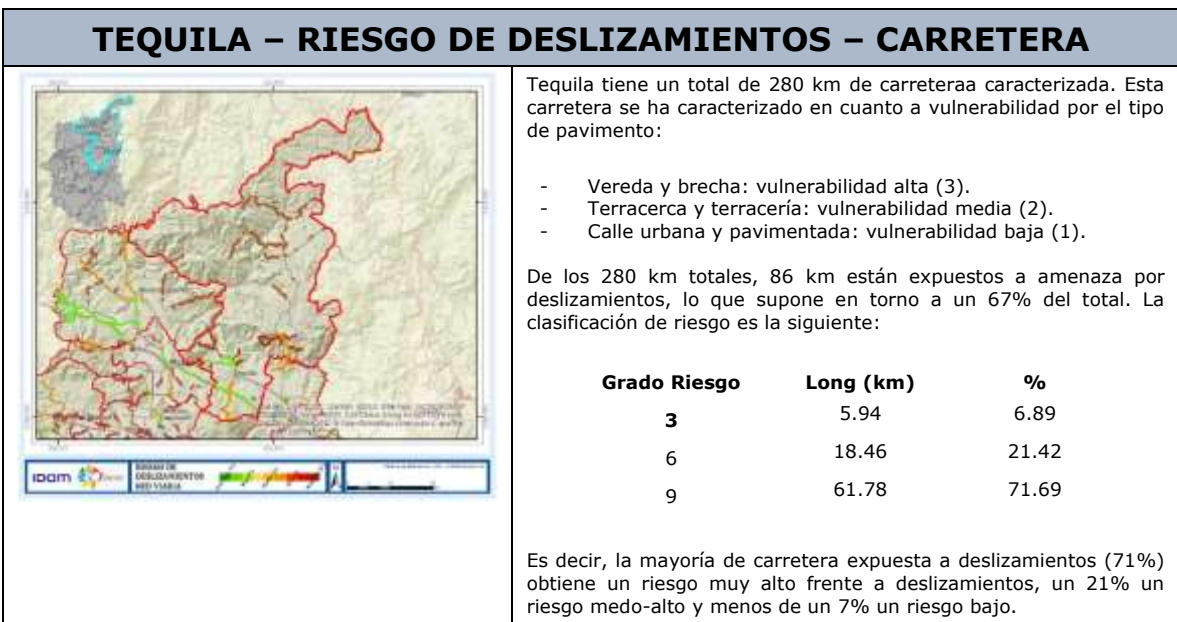 TEQUILA – RIESGO DE DESLIZAMIENTOS – CARRETERA
Tequila tiene un total de 280 km de carreteraa caracterizada. Esta
carretera se ha caracterizado en cuanto a vulnerabilidad por el tipo
de pavimento:
- Vereda y brecha: vulnerabilidad alta (3).
- Terracerca y terracería: vulnerabilidad media (2).
- Calle urbana y pavimentada: vulnerabilidad baja (1).
De los 280 km totales, 86 km están expuestos a amenaza por
deslizamientos, lo que supone en torno a un 67% del total. La
clasificación de riesgo es la siguiente:
Grado Riesgo Long (km) %
3 5.94 6.89
6 18.46 21.42
9 61.78 71.69
Es decir, la mayoría de carretera expuesta a deslizamientos (71%)
obtiene un riesgo muy alto frente a deslizamientos, un 21% un
riesgo medo-alto y menos de un 7% un riesgo bajo.
IDOM
RIESGO DE
DESLIZAMIENTOS
RED VIARIA